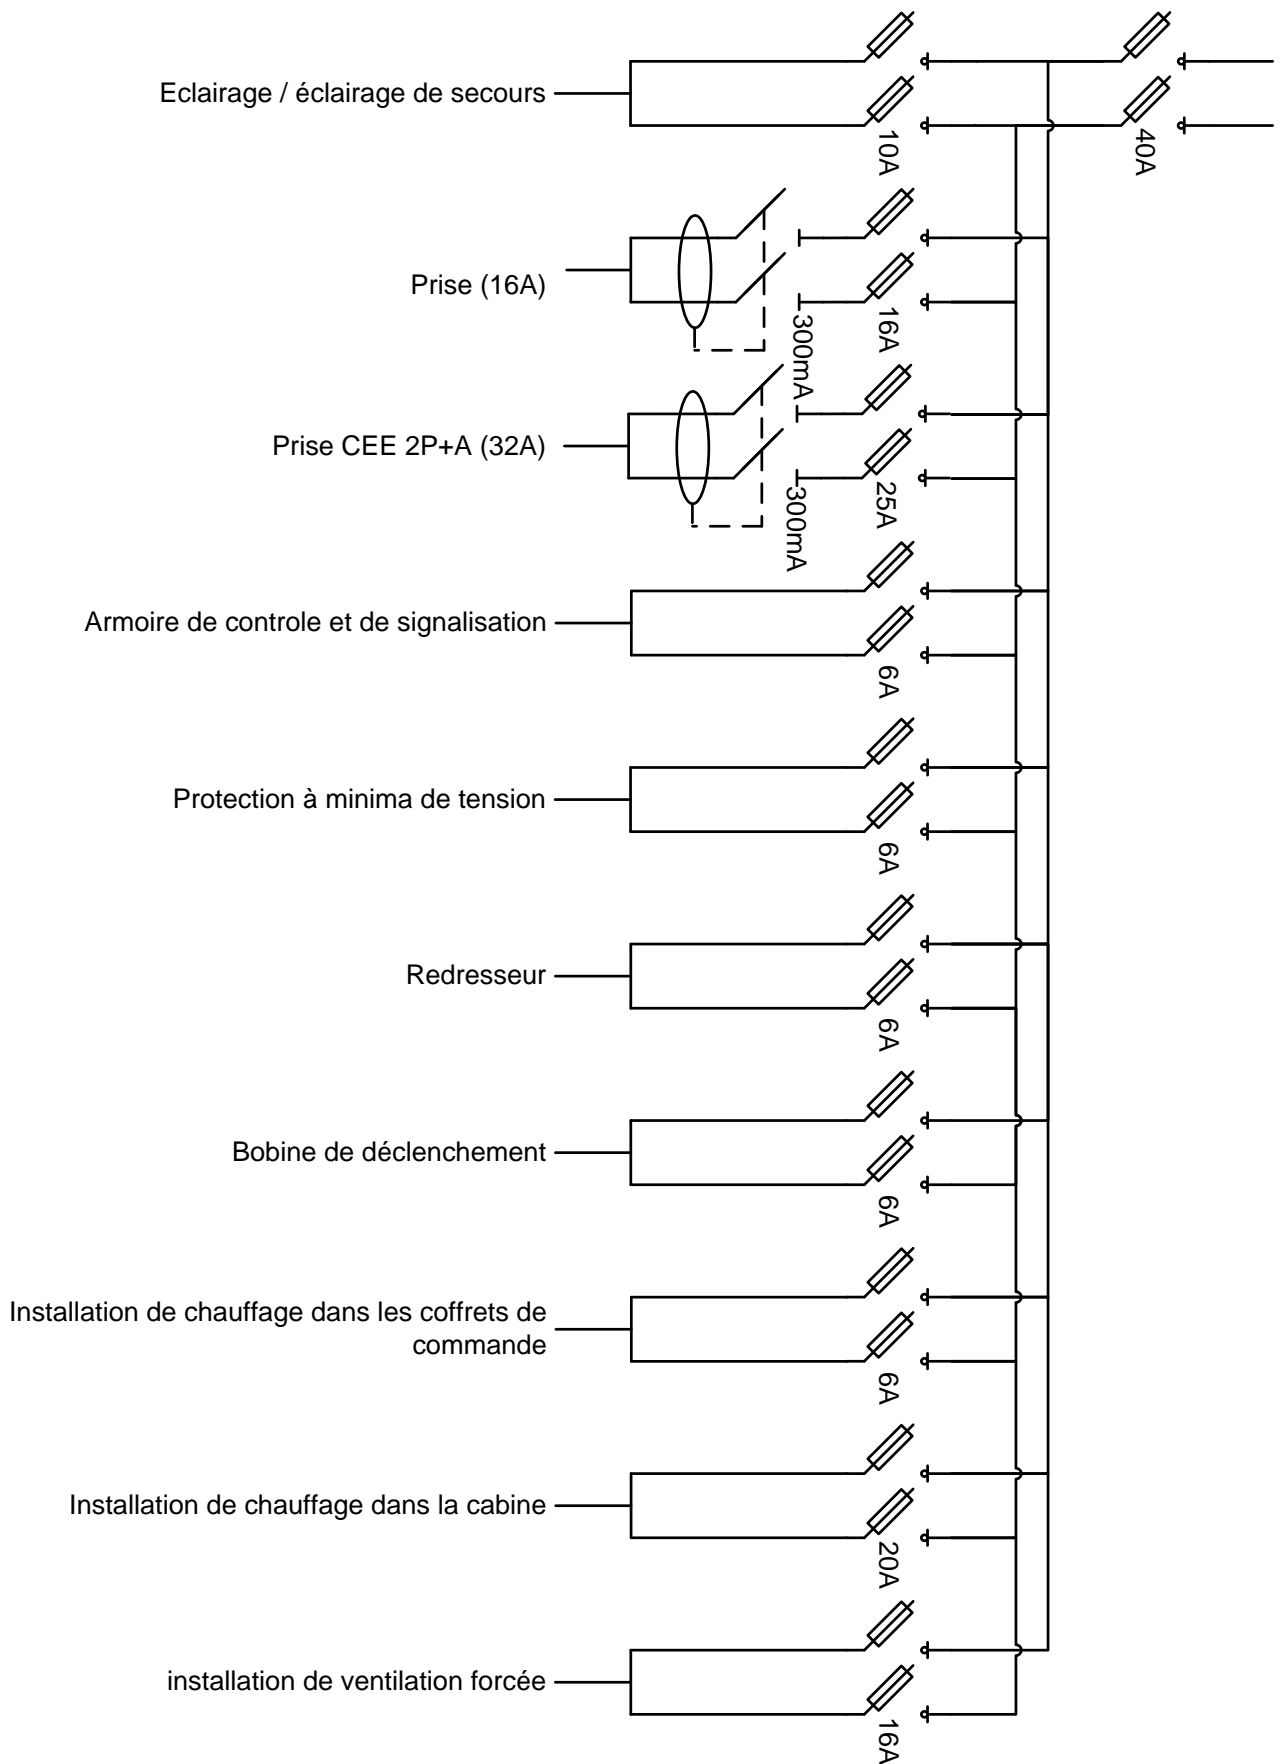 Eclairage / éclairage de secours
10A
40A
Prise (16A)
300mA
16A
Prise CEE 2P+A (32A)
300mA
25A
Armoire de controle et de signalisation
6A
Protection à minima de tension
6A
Redresseur
6A
Bobine de déclenchement
6A
Installation de chauffage dans les coffrets de
commande
6A
Installation de chauffage dans la cabine
20A
installation de ventilation forcée
16A